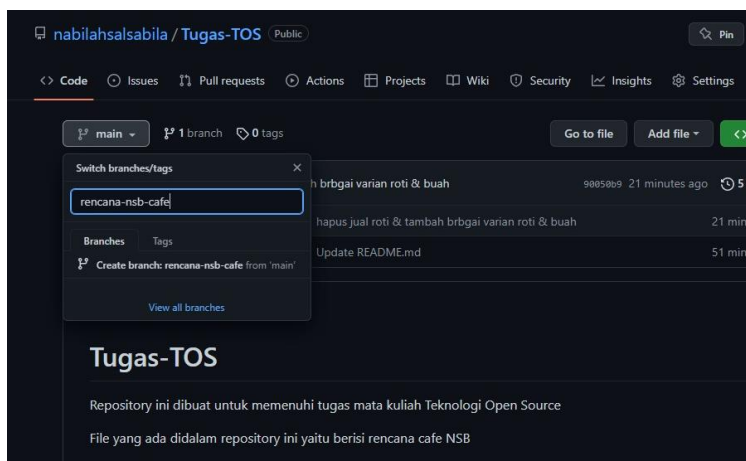 nabilahsalsabila / Tugas-TOS Public Pin
<> Code Issues Pull requests Actions Projects Wiki Security Insights Settings
main 1 branch 0 tags Go to file Add file <>
Switch branches/tags
h brbgai varian roti & buah 90050b9 21 minutes ago 5
rencana-nsb-cafe
hapus jual roti & tambah brbgai varian roti & buah 21 min
Branches Tags
Update README.md 51 min
Create branch: rencana-nsb-cafe from 'main'
View all branches
Tugas-TOS
Repository ini dibuat untuk memenuhi tugas mata kuliah Teknologi Open Source
File yang ada didalam repository ini yaitu berisi rencana cafe NSB